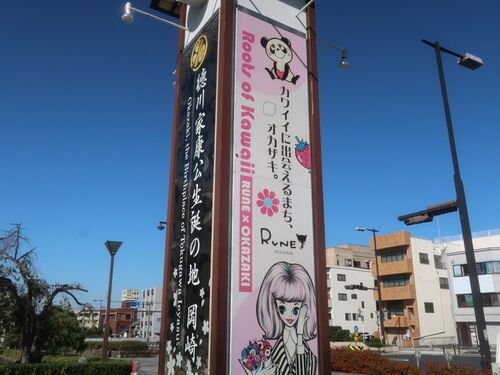 徳川家康公生誕の地 岡崎
Okazaki, the Birthplace of Tokugawa Ieyasu
Roots of Kawaii RUNE × OKAZAKI
カワイイに出会えるまち、
オカザキ。
RUNE